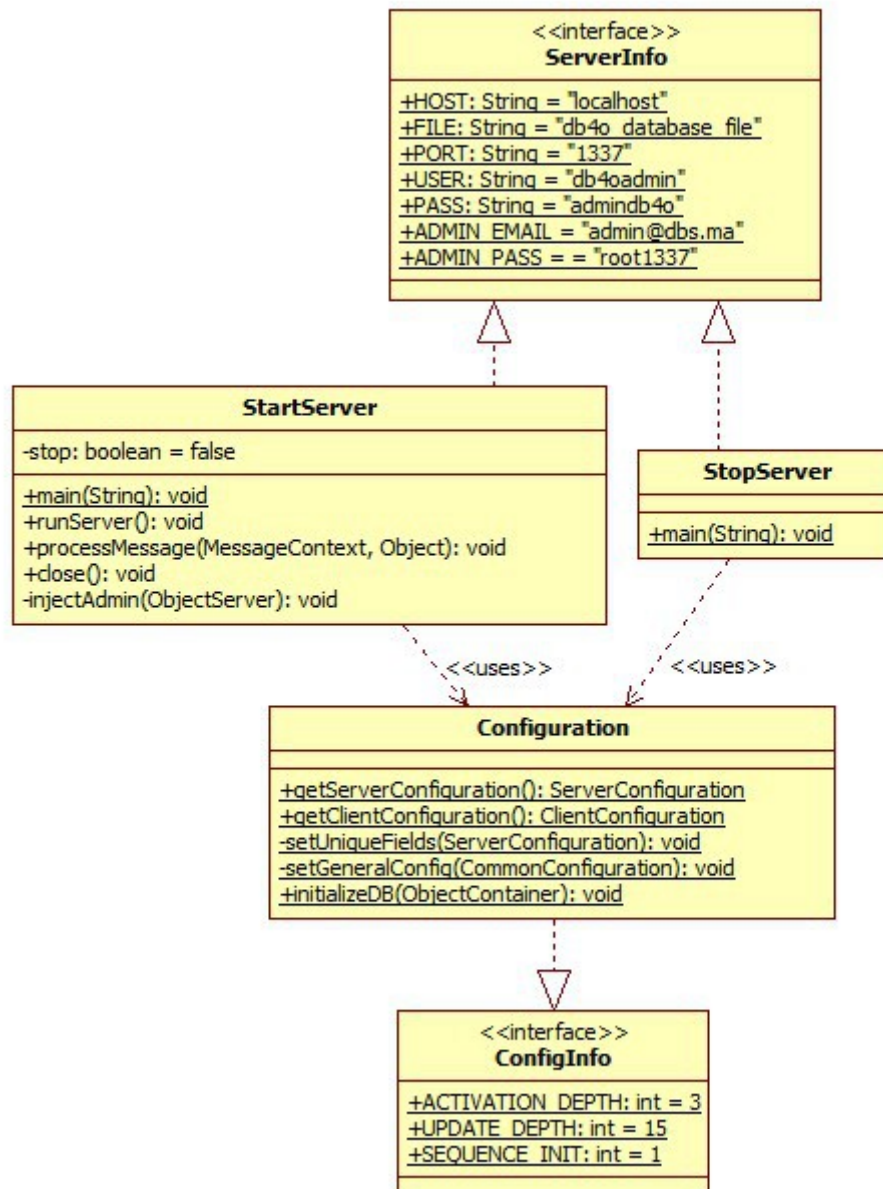 <<interface>>
ServerInfo
+HOST: String = "localhost"
+FILE: String = "db4o_database_file"
+PORT: String = "1337"
+USER: String = "db4oadmin"
+PASS: String = "admindb4o"
+ADMIN_EMAIL = "admin@dbs.ma"
+ADMIN_PASS = = "root1337"
StartServer
-stop: boolean = false
+main(String): void
+runServer(): void
+processMessage(MessageContext, Object): void
+close(): void
-injectAdmin(ObjectServer): void
StopServer
+main(String): void
<<uses>>
<<uses>>
Configuration
+getServerConfiguration(): ServerConfiguration
+getClientConfiguration(): ClientConfiguration
-setUniqueFields(ServerConfiguration): void
-setGeneralConfig(CommonConfiguration): void
+initializeDB(ObjectContainer): void
<<interface>>
ConfigInfo
+ACTIVATION_DEPTH: int = 3
+UPDATE_DEPTH: int = 15
+SEQUENCE_INIT: int = 1